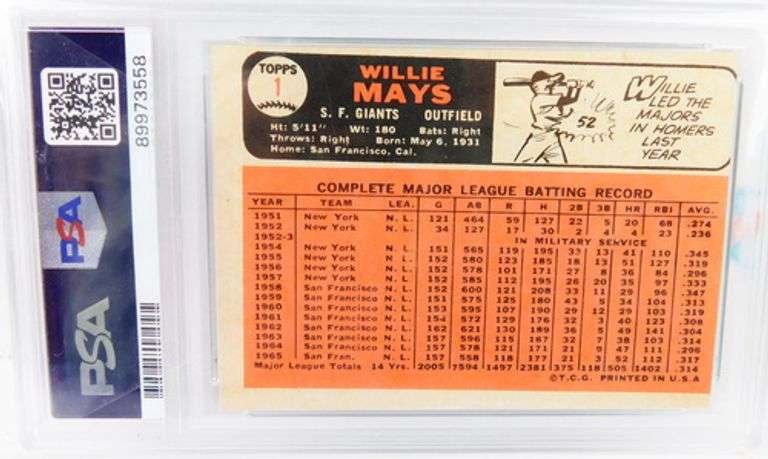 89973558
PSA
PSA
TOPPS
1
WILLIE
MAYS
S. F. GIANTS OUTFIELD
Ht: 5'11" Wt: 180 Bats: Right
Throws: Right Born: May 6, 1931
Home: San Francisco, Cal.
52
WILLIE
LED THE
MAJORS
IN HOMERS
LAST
YEAR
COMPLETE MAJOR LEAGUE BATTING RECORD
YEAR TEAM LEA. G AB R H 2B 3B HR RBI AVG.
1951 New York N. L. 121 464 59 127 22 5 20 68 .274
1952 New York N. L. 34 127 17 30 2 4 4 23 .236
1952-3 IN MILITARY SERVICE
1954 New York N. L. 151 565 119 195 33 13 41 110 .345
1955 New York N. L. 152 580 123 185 18 13 51 127 .319
1956 New York N. L. 152 578 101 171 27 8 36 84 .296
1957 New York N. L. 152 585 112 195 26 20 35 97 .333
1958 San Francisco N. L. 152 600 121 208 33 11 29 96 .347
1959 San Francisco N. L. 151 575 125 180 43 5 34 104 .313
1960 San Francisco N. L. 153 595 107 190 29 12 29 103 .319
1961 San Francisco N. L. 154 572 129 176 32 3 40 123 .308
1962 San Francisco N. L. 162 621 130 189 36 5 49 141 .304
1963 San Francisco N. L. 157 596 115 187 32 7 38 103 .314
1964 San Francisco N. L. 157 578 121 171 21 9 47 111 .296
1965 San Fran. N. L. 157 558 118 177 21 3 52 112 .317
Major League Totals 14 Yrs. 2005 7594 1497 2381 375 118 505 1402 .314
©T.C.G. PRINTED IN U.S.A